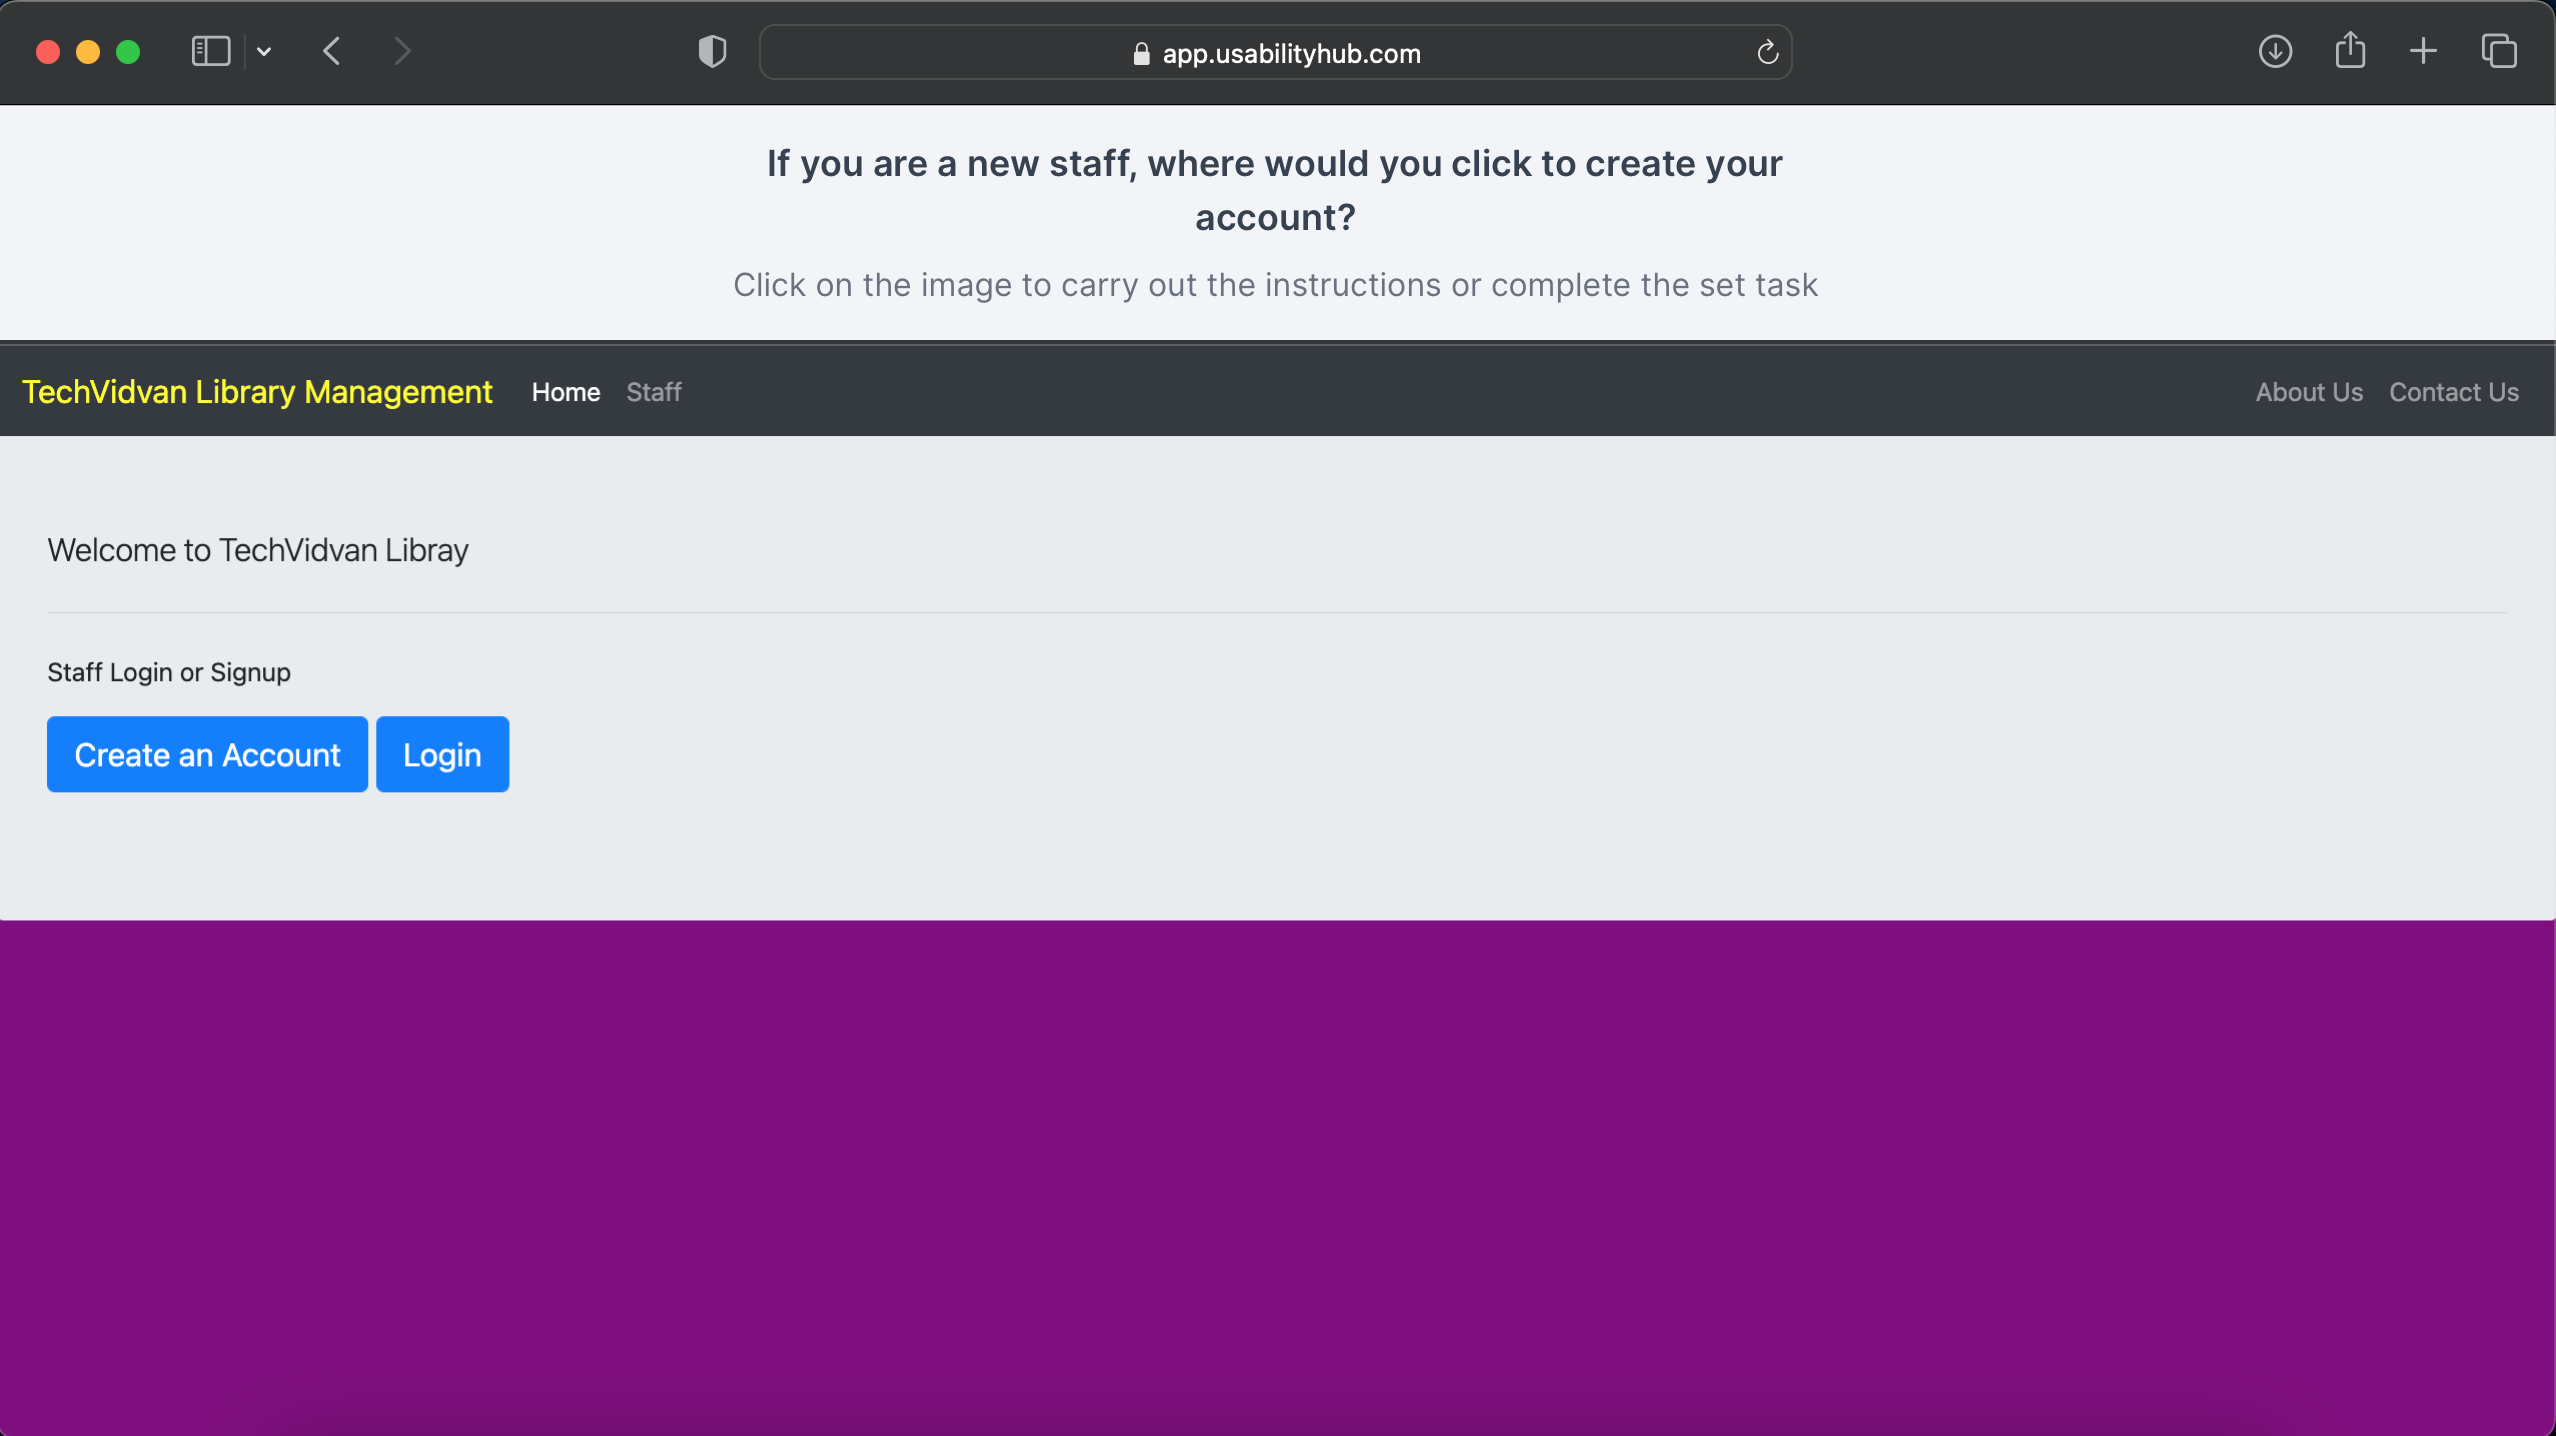 app.usabilityhub.com
If you are a new staff, where would you click to create your
account?
Click on the image to carry out the instructions or complete the set task
TechVidvan Library Management Home Staff About Us Contact Us
Welcome to TechVidvan Libray
Staff Login or Signup
Create an Account Login